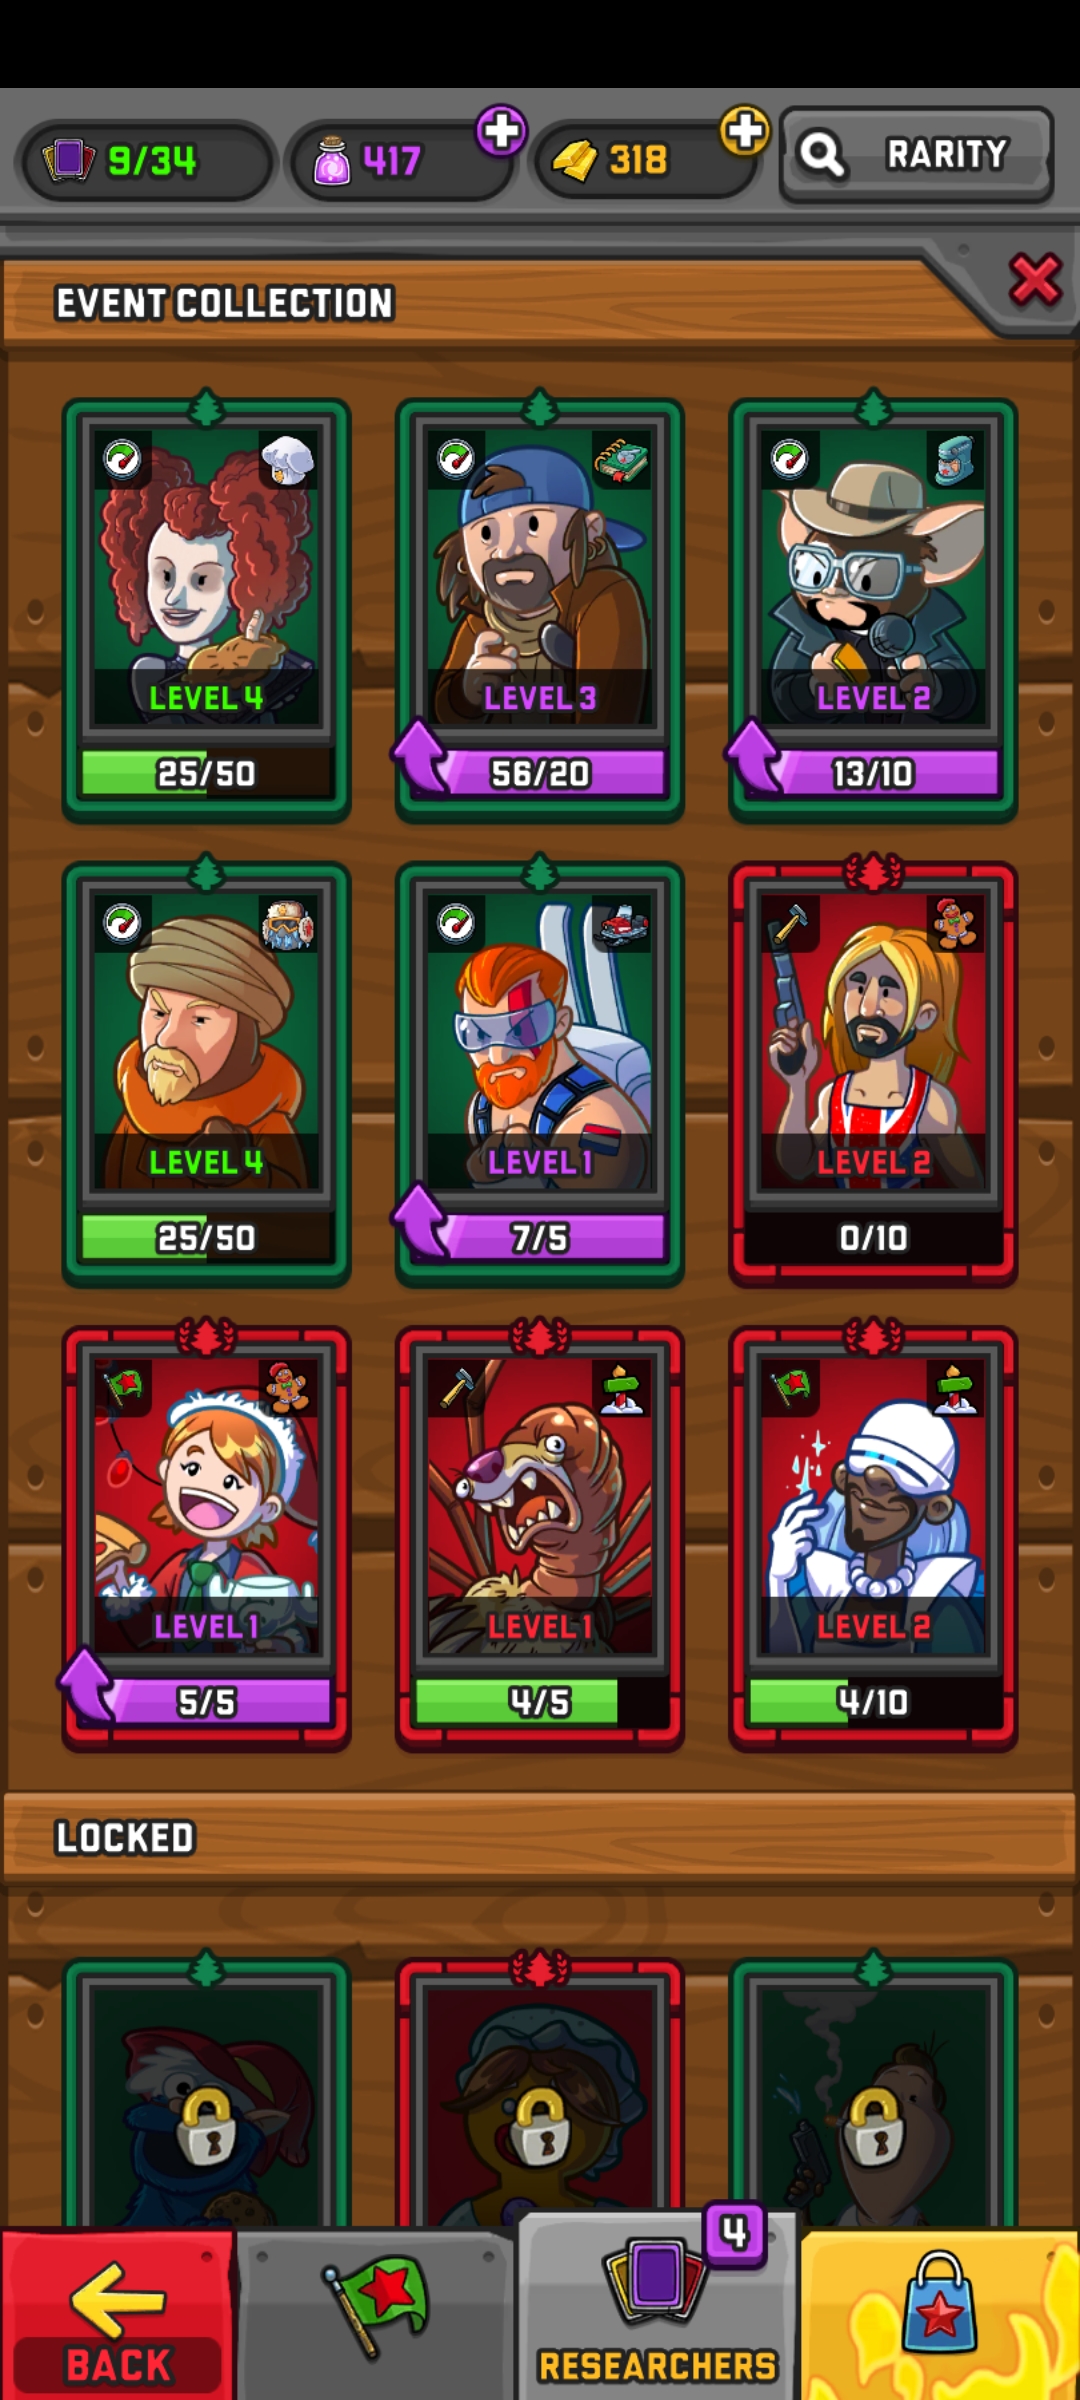 9/34
417
318
RARITY
EVENT COLLECTION
LEVEL 4
LEVEL 3
LEVEL 2
25/50
56/20
13/10
LEVEL 4
LEVEL 1
LEVEL 2
25/50
7/5
0/10
LEVEL 1
LEVEL 1
LEVEL 2
5/5
4/5
4/10
LOCKED
4
BACK
RESEARCHERS